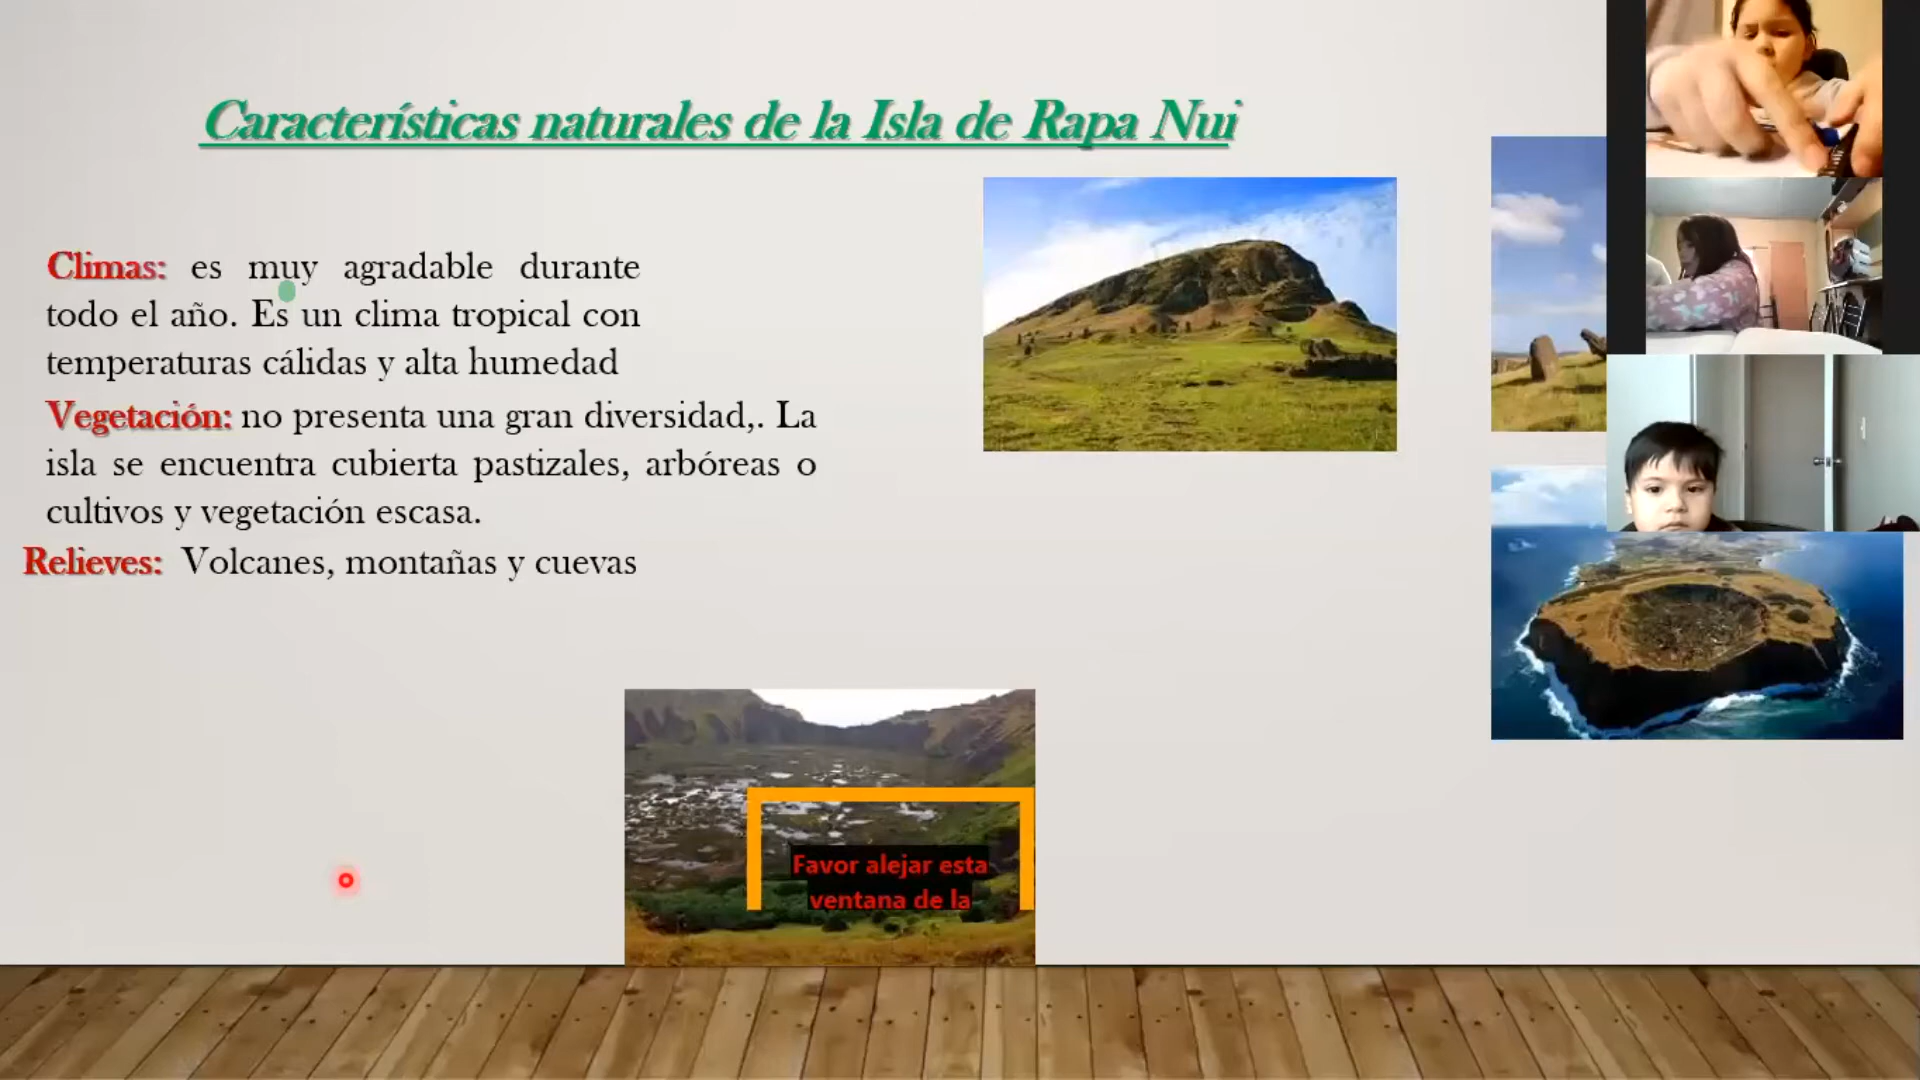 Características naturales de la Isla de Rapa Nui
Climas: es muy agradable durante
todo el año. Es un clima tropical con
temperaturas cálidas y alta humedad
Vegetación: no presenta una gran diversidad,. La
isla se encuentra cubierta pastizales, arbóreas o
cultivos y vegetación escasa.
Relieves: Volcanes, montañas y cuevas
Favor alejar esta
ventana de la